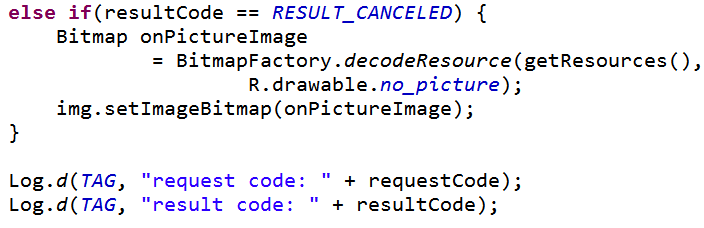 else if(resultCode == RESULT_CANCELED) {
    Bitmap onPictureImage
            = BitmapFactory.decodeResource(getResources(),
                    R.drawable.no_picture);
    img.setImageBitmap(onPictureImage);
}

Log.d(TAG, "request code: " + requestCode);
Log.d(TAG, "result code: " + resultCode);